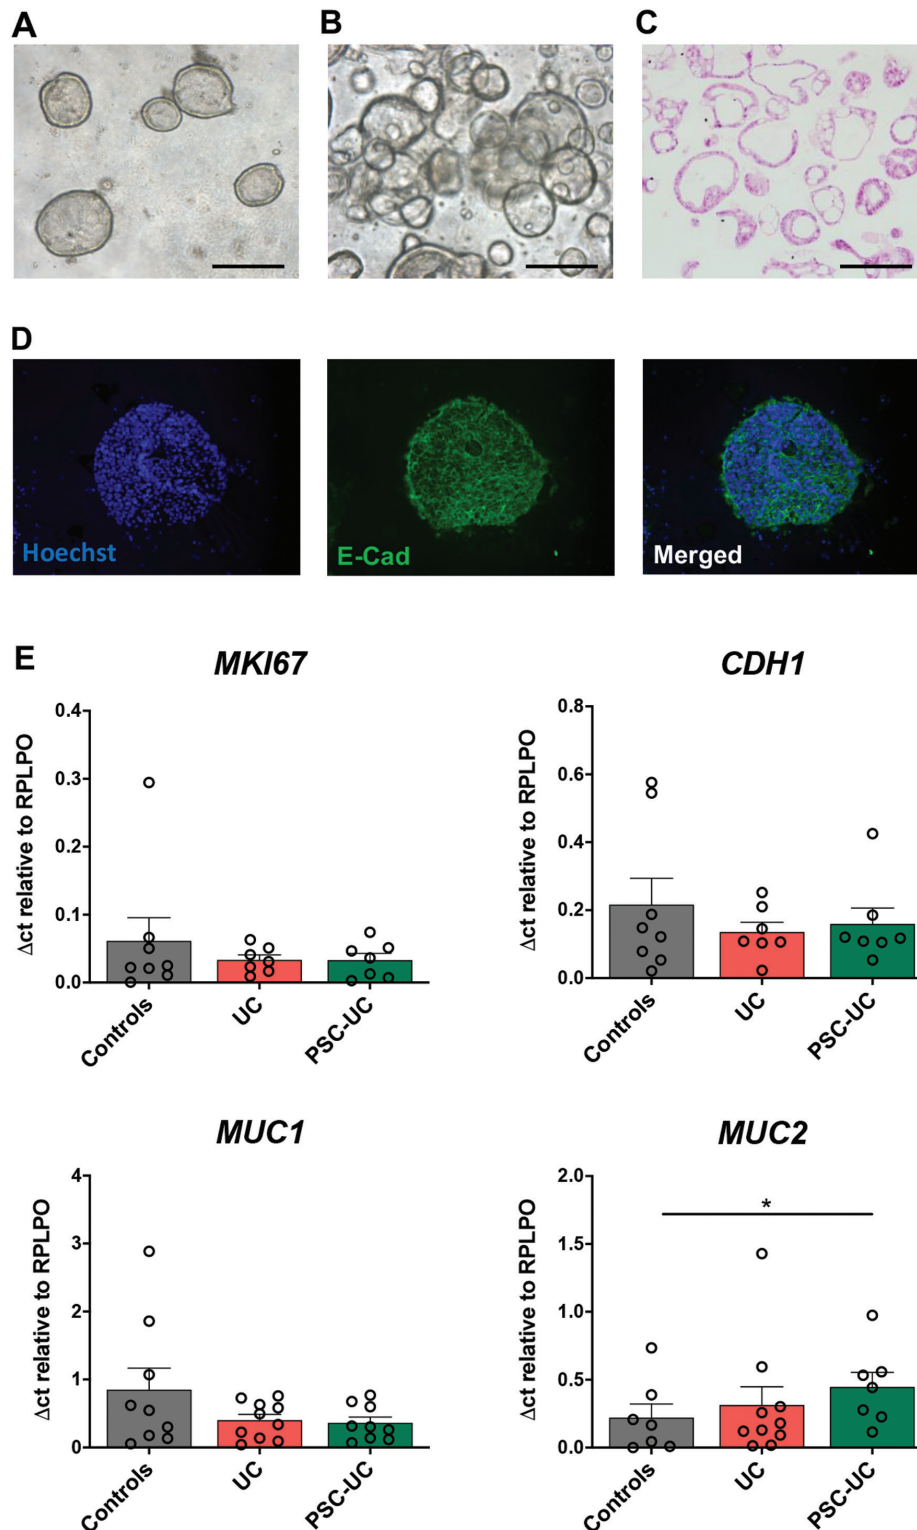 A
B
C
D
Hoechst
E-Cad
Merged
E
MKI67
Δct relative to RPLPO
0.4
0.3
0.2
0.1
0.0
Controls
UC
PSC-UC
CDH1
Δct relative to RPLPO
0.8
0.6
0.4
0.2
0.0
Controls
UC
PSC-UC
MUC1
Δct relative to RPLPO
4
3
2
1
0
Controls
UC
PSC-UC
MUC2
Δct relative to RPLPO
2.0
1.5
1.0
0.5
0.0
*
Controls
UC
PSC-UC